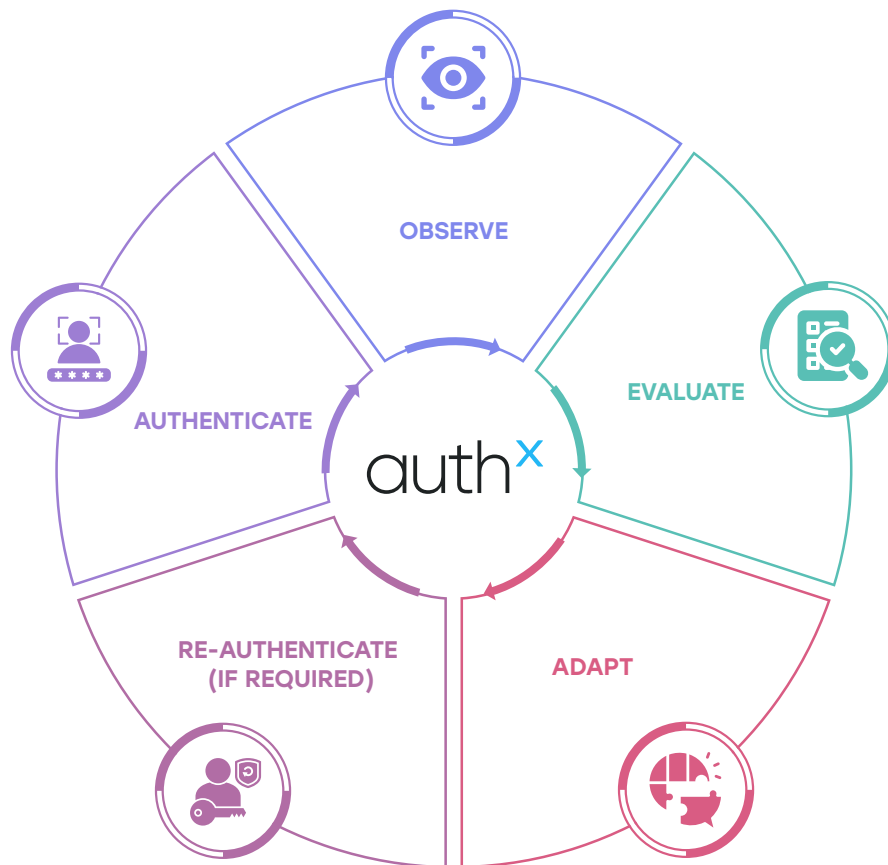 OBSERVE
EVALUATE
AUTHENTICATE
authx
RE-AUTHENTICATE
(IF REQUIRED)
ADAPT